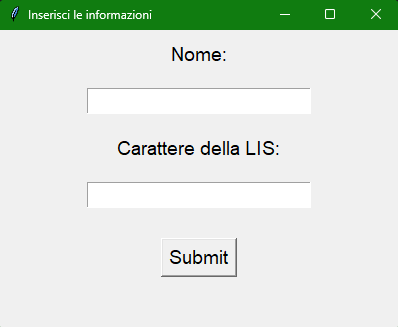 Inserisci le informazioni
Nome:
Carattere della LIS:
Submit